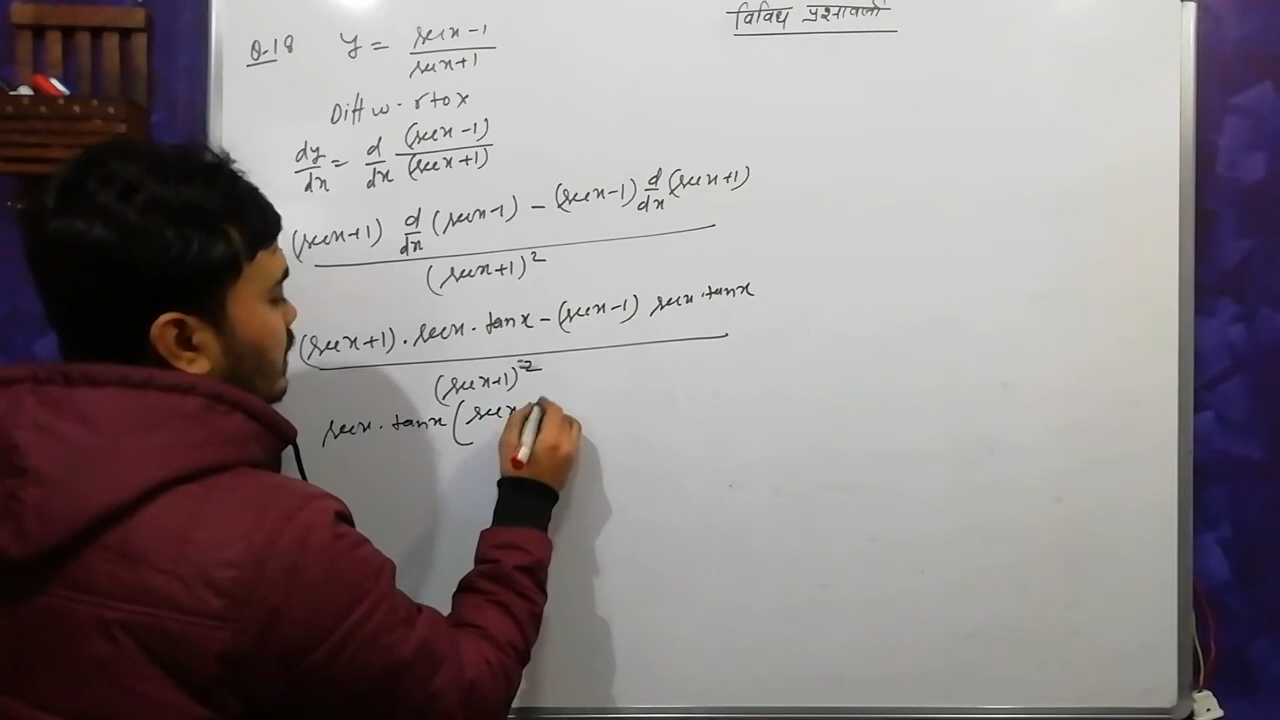 विविध प्रश्नावली
Q.18 y = secx-1 / secx+1
Diff w.r to x
dy/dx = d/dx (secx-1)/(secx+1)
(secx+1) d/dx (secx-1) - (secx-1) d/dx (secx+1)
(secx+1)²
(secx+1).secx.tanx - (secx-1) secx.tanx
(secx+1)²
secx.tanx (secx